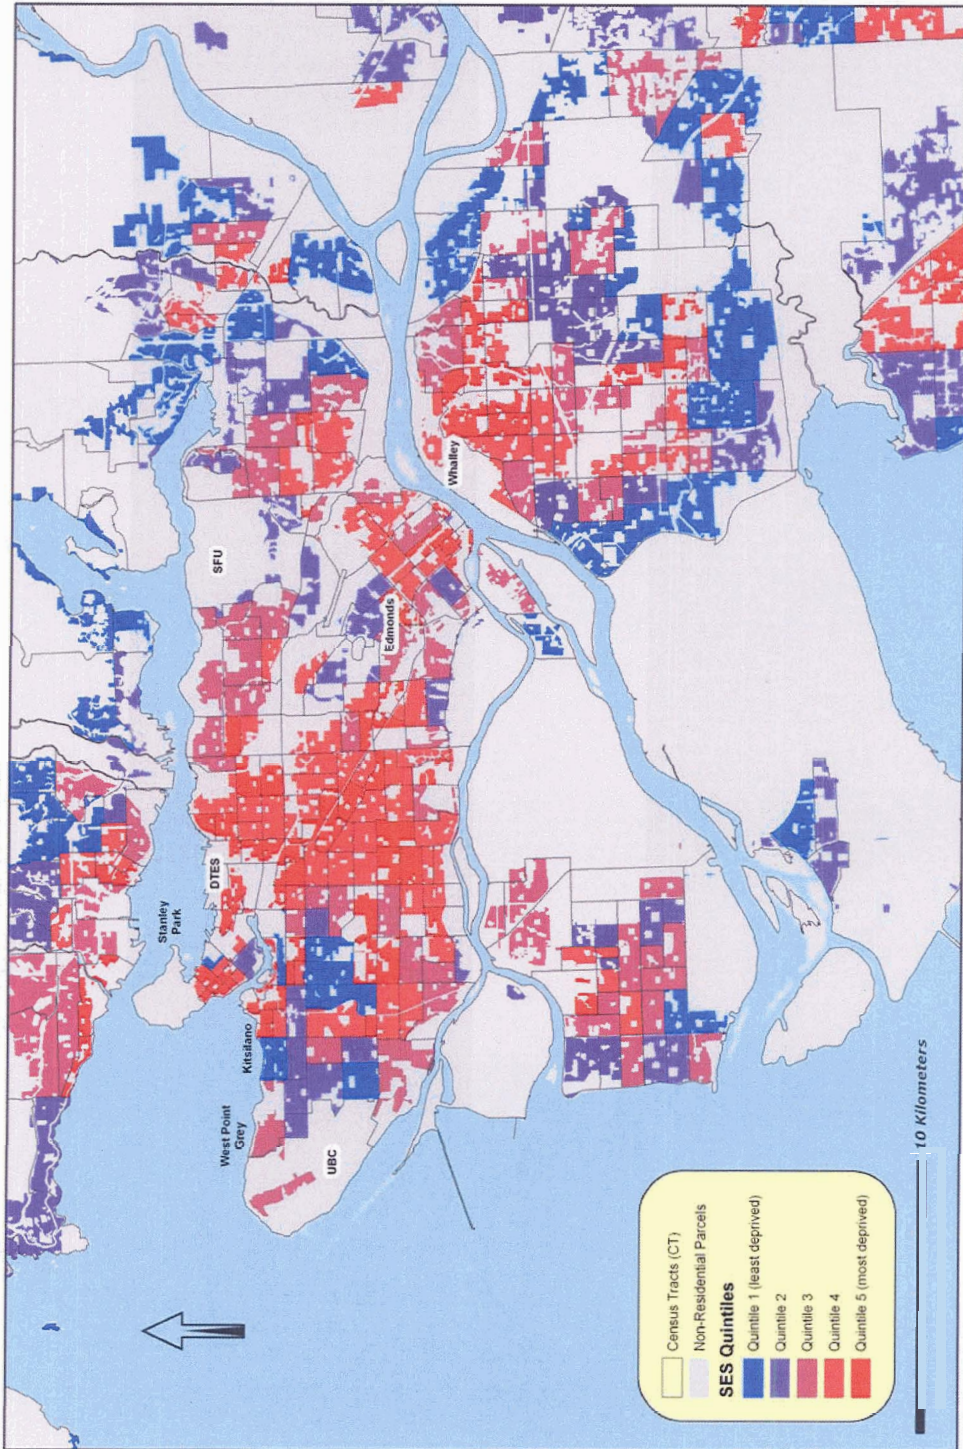 SFU
Stanley
Park
DTES
Edmonds
Whalley
Kitsilano
West Point
Grey
UBC
Census Tracts (CT)
Non-Residential Parcels
SES Quintiles
Quintile 1 (least deprived)
Quintile 2
Quintile 3
Quintile 4
Quintile 5 (most deprived)
10 Kilometers